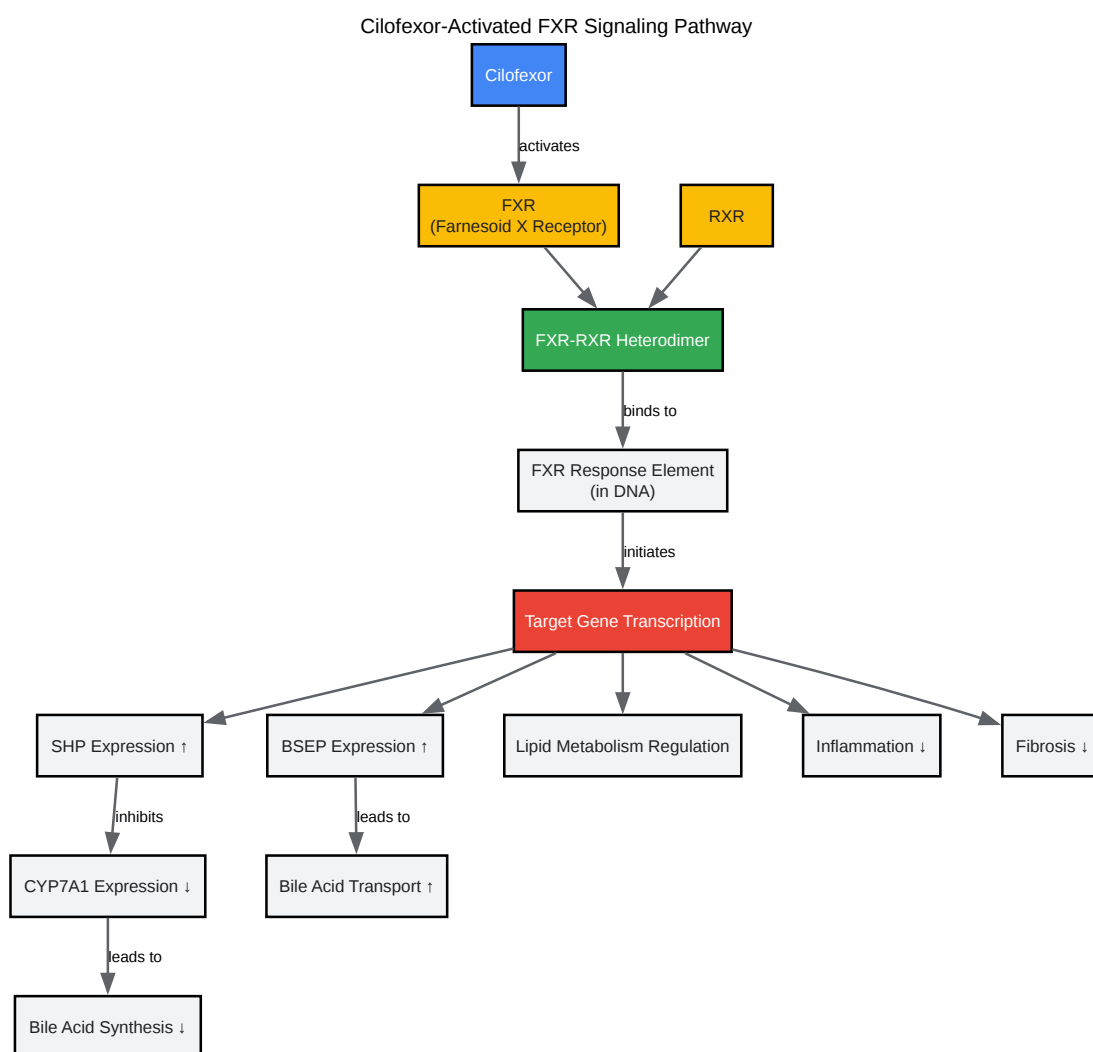 Cilofexor-Activated FXR Signaling Pathway
Cilofexor
activates
FXR
(Farnesoid X Receptor)
RXR
FXR-RXR Heterodimer
binds to
FXR Response Element
(in DNA)
initiates
Target Gene Transcription
SHP Expression ↑
BSEP Expression ↑
Lipid Metabolism Regulation
Inflammation ↓
Fibrosis ↓
inhibits
leads to
CYP7A1 Expression ↓
Bile Acid Transport ↑
leads to
Bile Acid Synthesis ↓